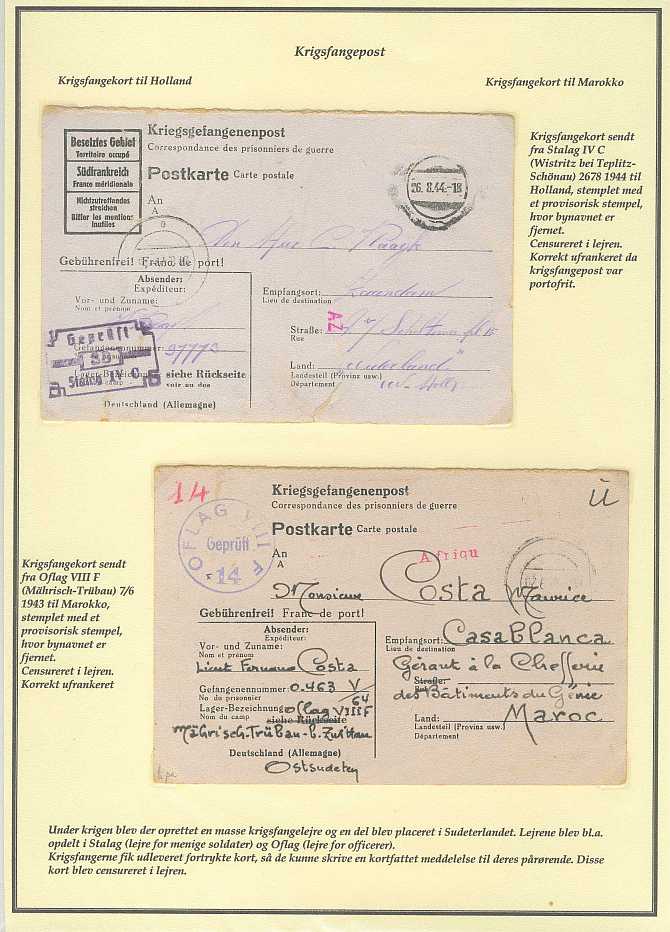 Krigsfangepost
Krigsfangekort til Holland
Krigsfangekort til Marokko
Besetztes Gebiet
Territoire occupé
Südfrankreich
France méridionale
Nichtzutreffendes
streichen
Biffer les mentions
inutiles
Kriegsgefangenenpost
Correspondance des prisonniers de guerre
Postkarte Carte postale
26.8.44.-18
An
A
Gebührenfrei! Franc de port!
Absender:
Expéditeur:
Vor- und Zuname:
Nom et prénom
Gefangenennummer:
97773
Lager-Bezeichnung:
siehe Rückseite
camp voir au dos
Deutschland (Allemagne)
Geprüft
Stalag IV C
Empfangsort:
Lieu de destination
AZ
Straße:
Rue
Land:
Landesteil (Provinz usw.)
Département
Krigsfangekort sendt
fra Stalag IV C
(Wistritz bei Teplitz-
Schönau) 2678 1944 til
Holland, stemplet med
et provisorisk stempel,
hvor bynavnet er
fjernet.
Censureret i lejren.
Korrekt ufrankeret da
krigsfangepost var
portofrit.
Krigsfangekort sendt
fra Oflag VIII F
(Mährisch-Trübau) 7/6
1943 til Marokko,
stemplet med et
provisorisk stempel,
hvor bynavnet er
fjernet.
Censureret i lejren.
Korrekt ufrankeret
14
OFLAG VIII F
Geprüft
14
Kriegsgefangenenpost
Correspondance des prisonniers de guerre
Postkarte Carte postale
Ü
An
A
Afriqu
Monsieur Costa Maurice
Gebührenfrei! Franc de port!
Absender:
Expéditeur:
Vor- und Zuname:
Nom et prénom
Lieut Fernand Costa
Gefangenennummer 0.463 V/64
No du prisonnier
Lager-Bezeichnung: Oflag VIII F
Nom du camp siehe Rückseite
Mährisch.Trübau-b.Zwittau
Deutschland (Allemagne)
Ostsudeten
Empfangsort: Casablanca
Lieu de destination
Gérant à la Chefferie
Straße:
Rue
des Bâtiments du Génie
Land: Maroc
Landesteil (Provinz usw.)
Département
Under krigen blev der oprettet en masse krigsfangelejre og en del blev placeret i Sudeterlandet. Lejrene blev bl.a.
opdelt i Stalag (lejre for menige soldater) og Oflag (lejre for officerer).
Krigsfangerne fik udleveret fortrykte kort, så de kunne skrive en kortfattet meddelelse til deres pårørende. Disse
kort blev censureret i lejren.